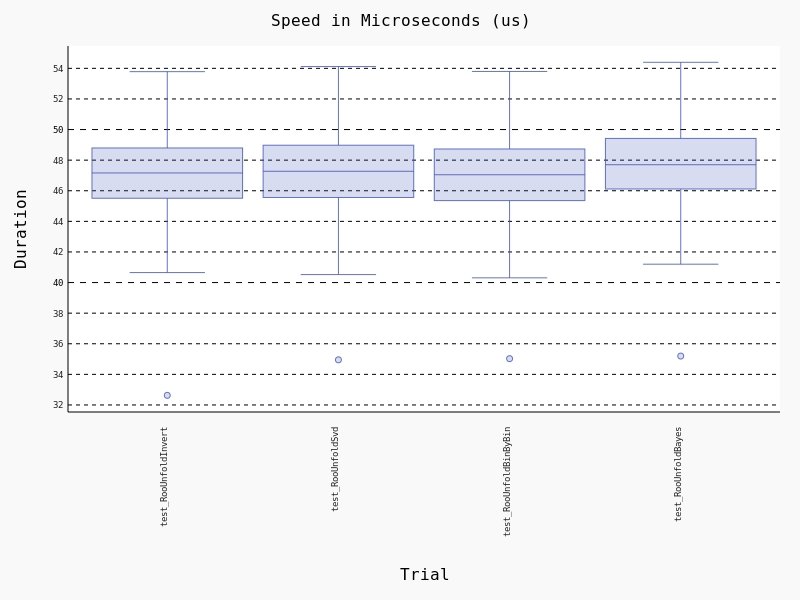 Speed in Microseconds (us)
Duration
54
52
50
48
46
44
42
40
38
36
34
32
test_RooUnfoldInvert
test_RooUnfoldSvd
test_RooUnfoldBinByBin
test_RooUnfoldBayes
Trial